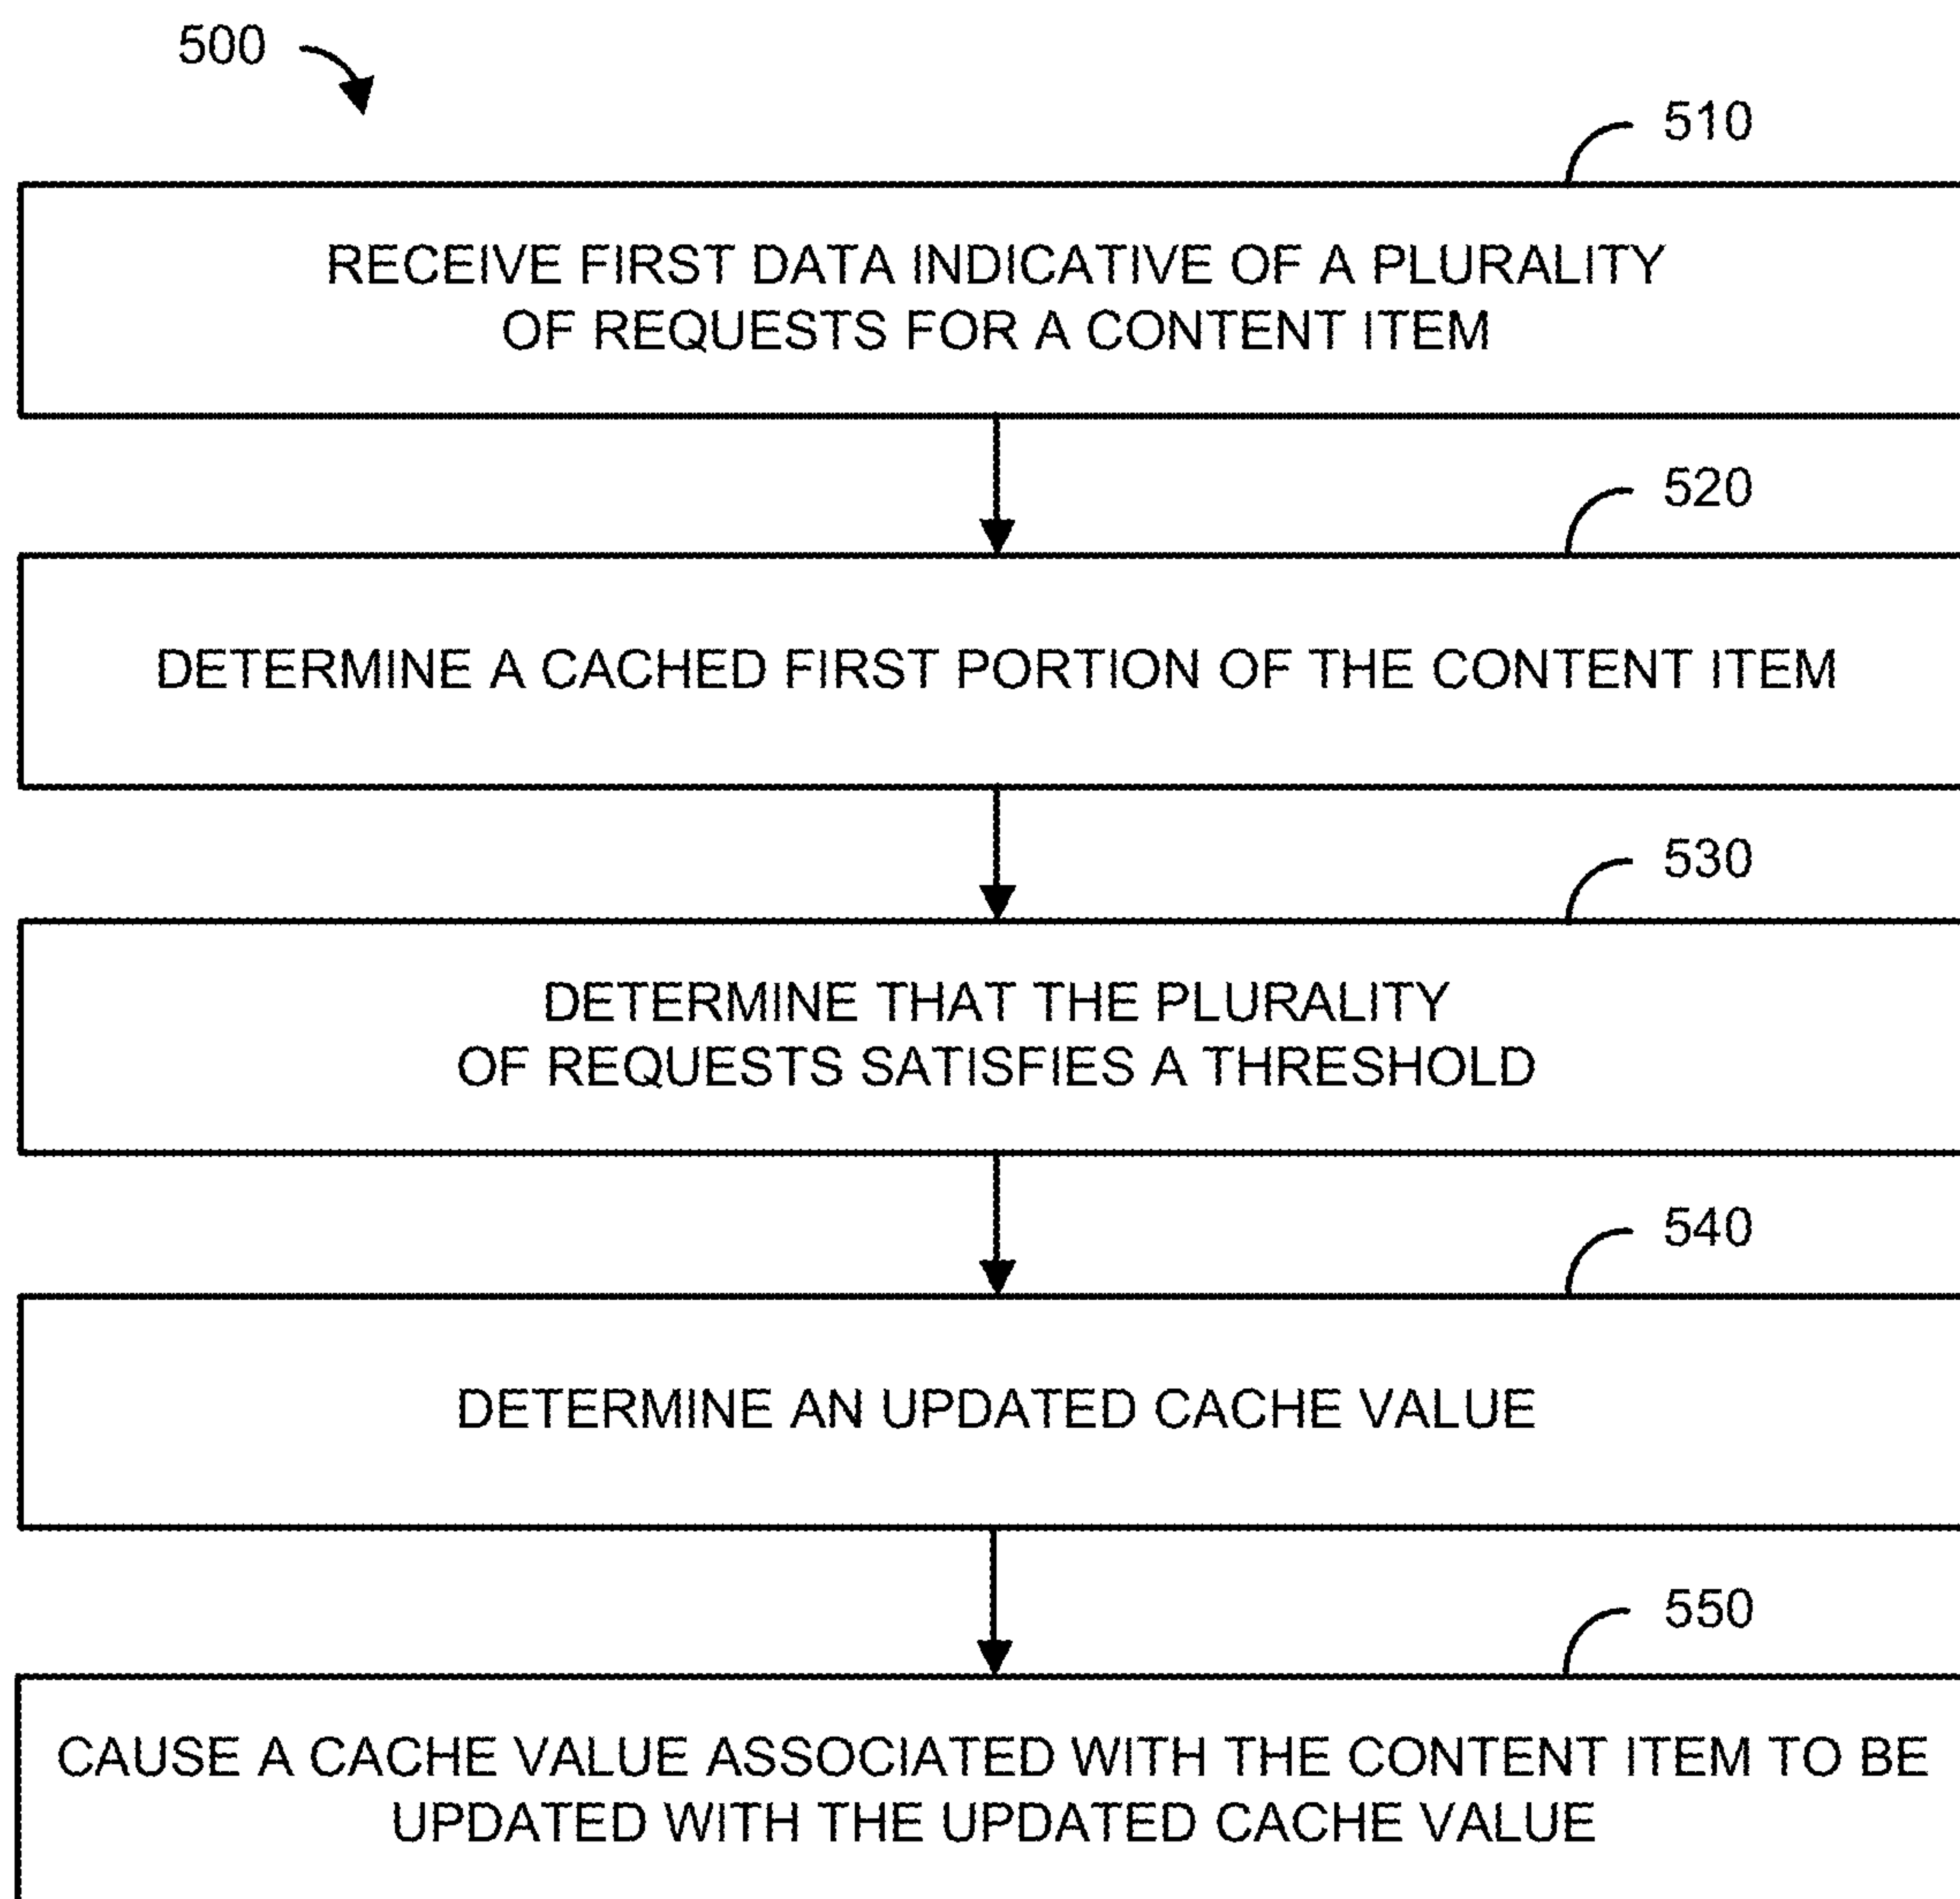 500
510
RECEIVE FIRST DATA INDICATIVE OF A PLURALITY
OF REQUESTS FOR A CONTENT ITEM
520
DETERMINE A CACHED FIRST PORTION OF THE CONTENT ITEM
530
DETERMINE THAT THE PLURALITY
OF REQUESTS SATISFIES A THRESHOLD
540
DETERMINE AN UPDATED CACHE VALUE
550
CAUSE A CACHE VALUE ASSOCIATED WITH THE CONTENT ITEM TO BE
UPDATED WITH THE UPDATED CACHE VALUE